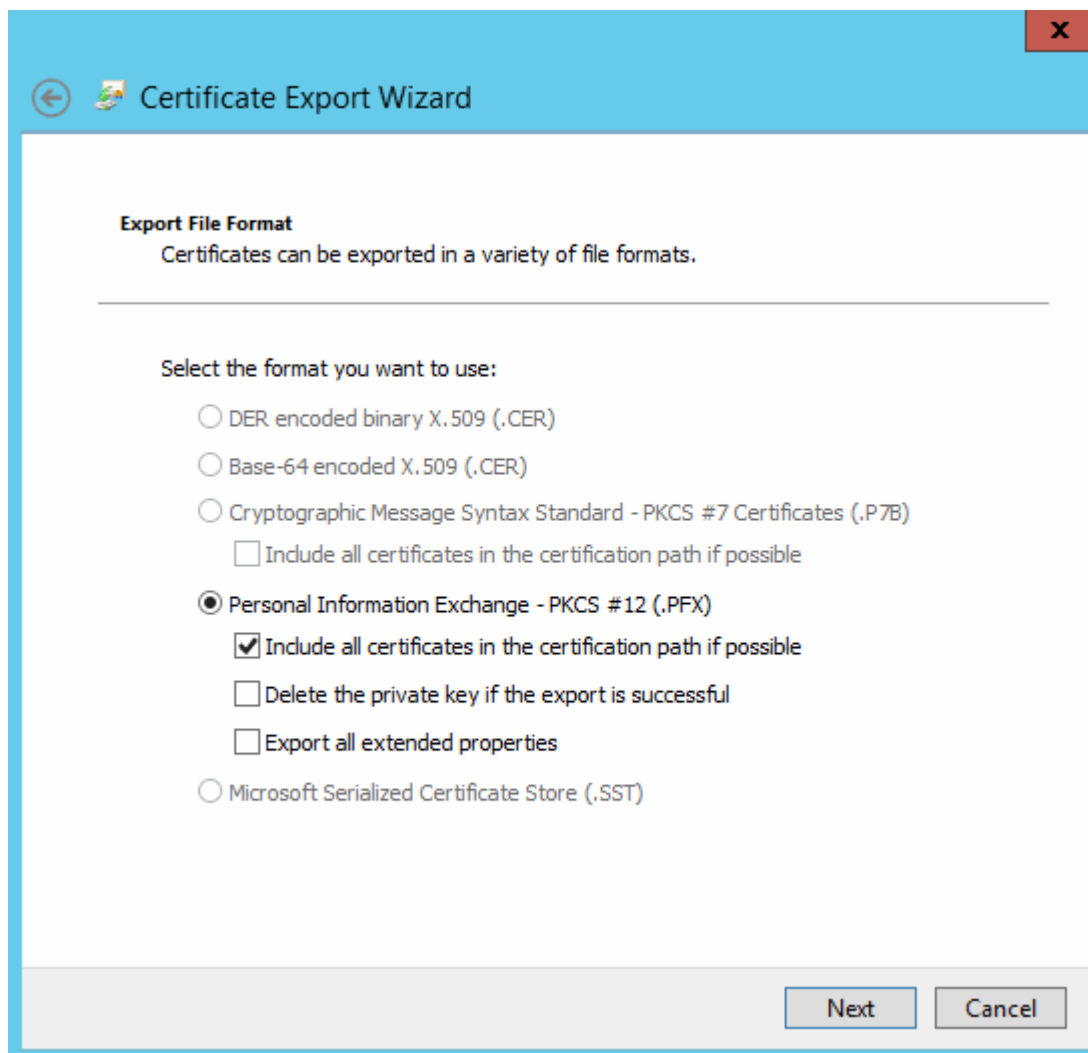 x
Certificate Export Wizard
Export File Format
Certificates can be exported in a variety of file formats.
Select the format you want to use:
DER encoded binary X.509 (.CER)
Base-64 encoded X.509 (.CER)
Cryptographic Message Syntax Standard - PKCS #7 Certificates (.P7B)
Include all certificates in the certification path if possible
Personal Information Exchange - PKCS #12 (.PFX)
Include all certificates in the certification path if possible
Delete the private key if the export is successful
Export all extended properties
Microsoft Serialized Certificate Store (.SST)
Next Cancel